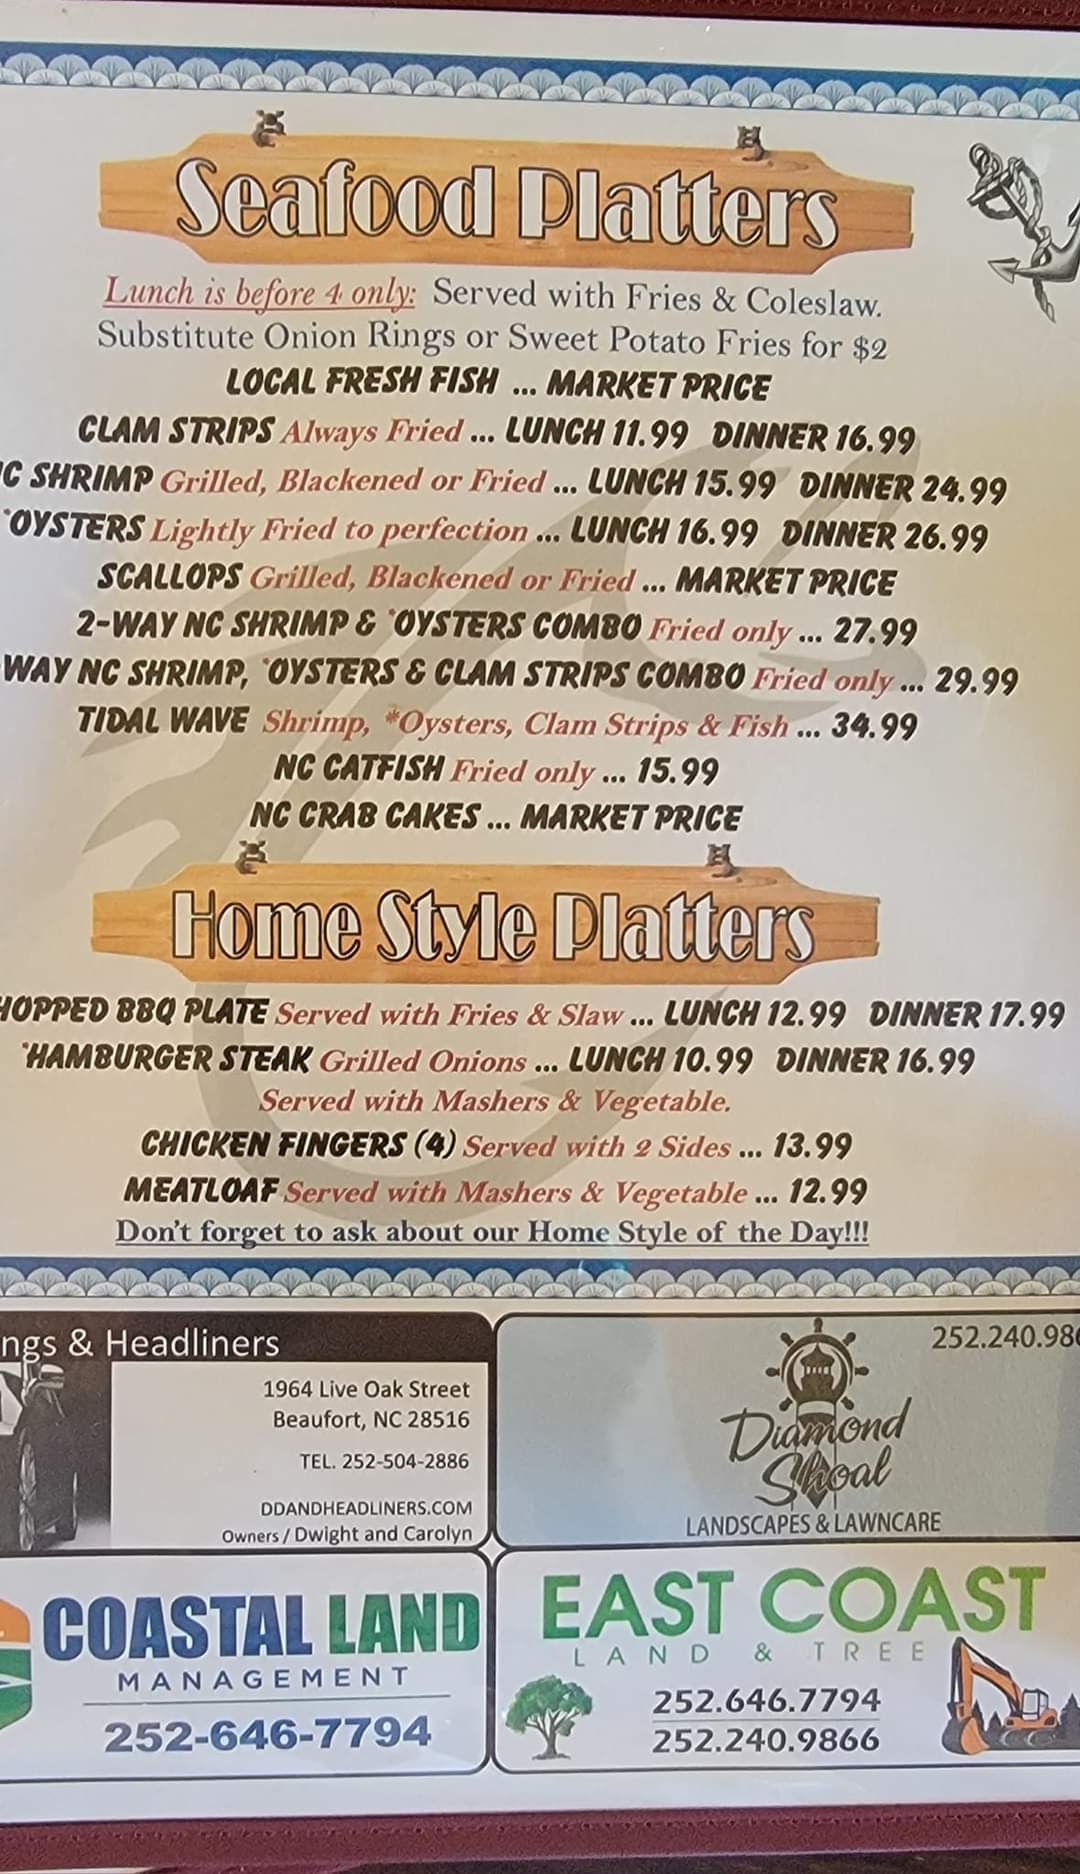 Seafood Platters
Lunch is before 4 only: Served with Fries & Coleslaw.
Substitute Onion Rings or Sweet Potato Fries for $2
LOCAL FRESH FISH ... MARKET PRICE
CLAM STRIPS Always Fried ... LUNCH 11.99 DINNER 16.99
C SHRIMP Grilled, Blackened or Fried ... LUNCH 15.99 DINNER 24.99
*OYSTERS Lightly Fried to perfection ... LUNCH 16.99 DINNER 26.99
SCALLOPS Grilled, Blackened or Fried ... MARKET PRICE
2-WAY NC SHRIMP & *OYSTERS COMBO Fried only ... 27.99
WAY NC SHRIMP, *OYSTERS & CLAM STRIPS COMBO Fried only ... 29.99
TIDAL WAVE Shrimp, *Oysters, Clam Strips & Fish ... 34.99
NC CATFISH Fried only ... 15.99
NC CRAB CAKES ... MARKET PRICE
Home Style Platters
HOPPED BBQ PLATE Served with Fries & Slaw ... LUNCH 12.99 DINNER 17.99
*HAMBURGER STEAK Grilled Onions ... LUNCH 10.99 DINNER 16.99
Served with Mashers & Vegetable.
CHICKEN FINGERS (4) Served with 2 Sides ... 13.99
MEATLOAF Served with Mashers & Vegetable ... 12.99
Don't forget to ask about our Home Style of the Day!!!
ngs & Headliners
1964 Live Oak Street
Beaufort, NC 28516
TEL. 252-504-2886
DDANDHEADLINERS.COM
Owners / Dwight and Carolyn
252.240.98
Diamond
Shoal
LANDSCAPES & LAWNCARE
COASTAL LAND
MANAGEMENT
252-646-7794
EAST COAST
LAND & TREE
252.646.7794
252.240.9866